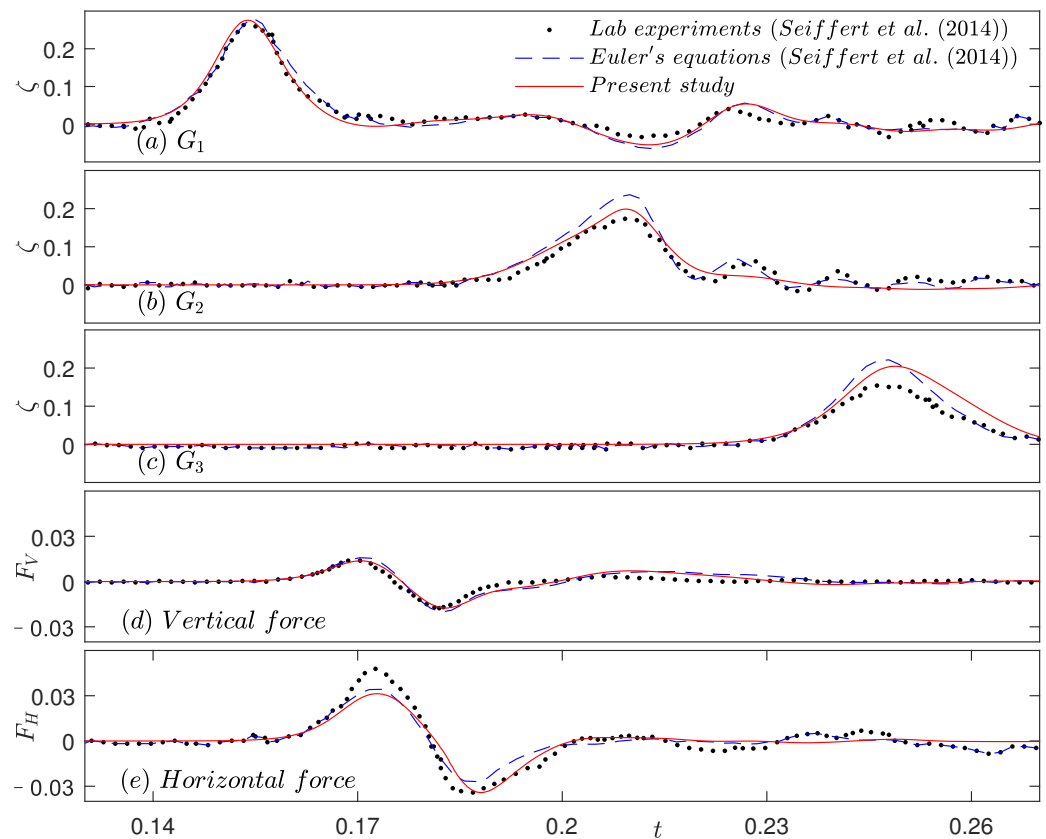 Lab experiments (Seiffert et al. (2014))
Euler's equations (Seiffert et al. (2014))
Present study
ζ
0.2
0.1
0
(a) G1
ζ
0.2
0.1
0
(b) G2
ζ
0.2
0.1
0
(c) G3
F_V
0.03
0
- 0.03
(d) Vertical force
F_H
0.03
0
- 0.03
(e) Horizontal force
0.14 0.17 0.2 0.23 0.26
t